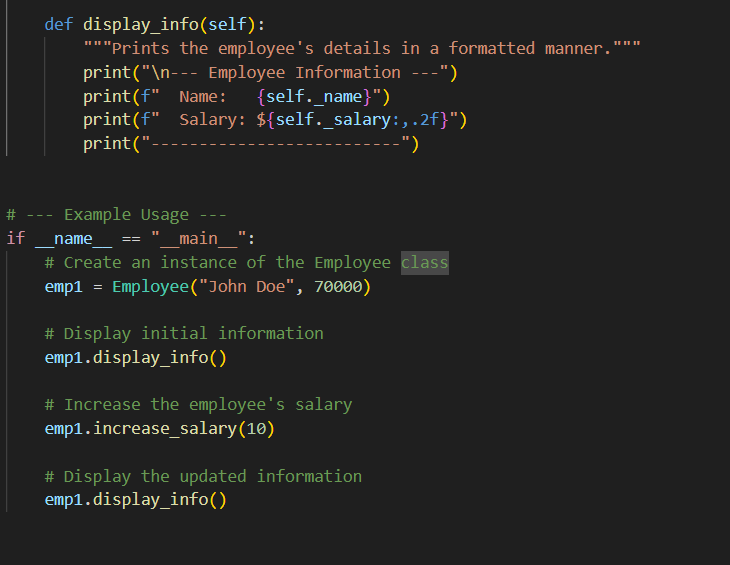 def display_info(self):
    """Prints the employee's details in a formatted manner."""
    print("\n--- Employee Information ---")
    print(f"  Name:   {self._name}")
    print(f"  Salary: ${self._salary:,.2f}")
    print("--------------------------")
# --- Example Usage ---
if __name__ == "__main__":
    # Create an instance of the Employee class
    emp1 = Employee("John Doe", 70000)
    # Display initial information
    emp1.display_info()
    # Increase the employee's salary
    emp1.increase_salary(10)
    # Display the updated information
    emp1.display_info()